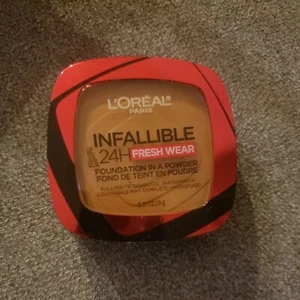 L'ORÉAL
PARIS
INFALLIBLE
24H FRESH WEAR
FOUNDATION IN A POWDER
FOND DE TEINT EN POUDRE